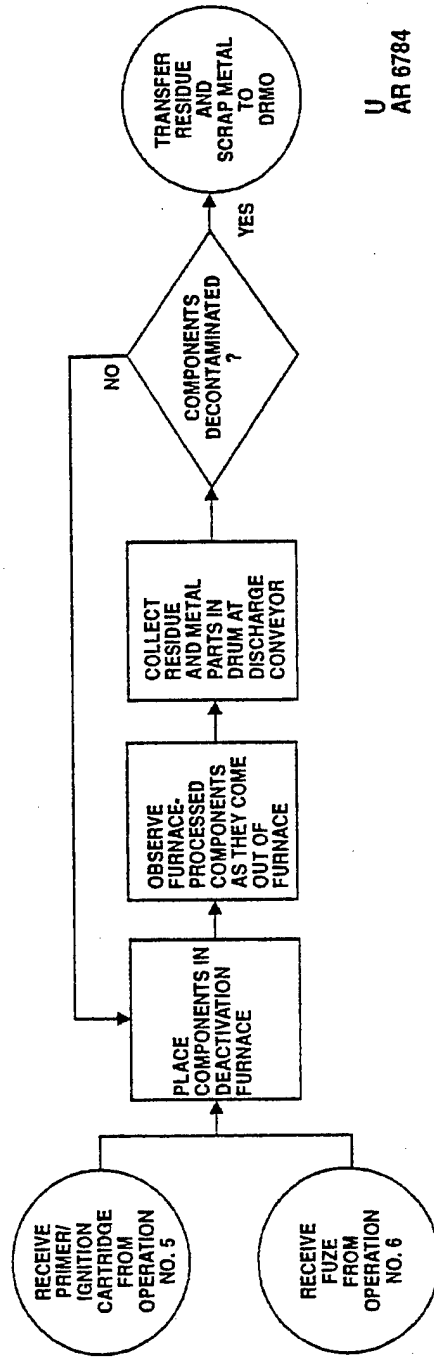 RECEIVE
PRIMER/
IGNITION
CARTRIDGE
FROM
OPERATION
NO. 5
RECEIVE
FUZE
FROM
OPERATION
NO. 6
PLACE
COMPONENTS IN
DEACTIVATION
FURNACE
OBSERVE
FURNACE-
PROCESSED
COMPONENTS
AS THEY COME
OUT OF
FURNACE
COLLECT
RESIDUE
AND METAL
PARTS IN
DRUM AT
DISCHARGE
CONVEYOR
COMPONENTS
DECONTAMINATED
?
NO
YES
TRANSFER
RESIDUE
AND
SCRAP METAL
TO
DRMO
U
AR 6784